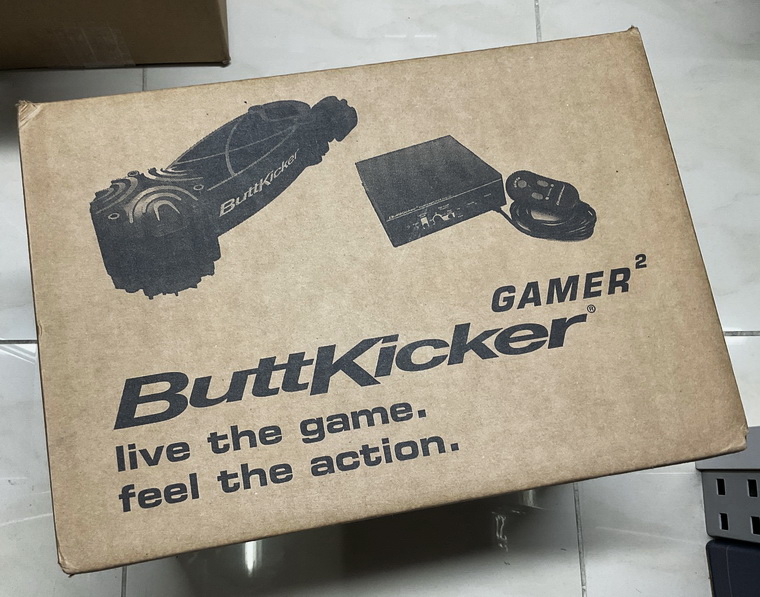 ButtKicker
GAMER²
ButtKicker®
live the game.
feel the action.